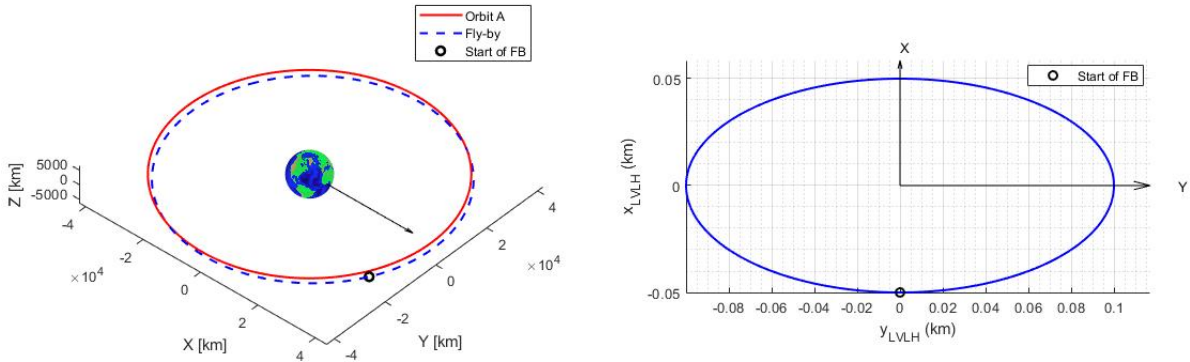 Orbit A
Fly-by
Start of FB
5000
0
-5000
Z [km]
-4
-2
0
2
4
×10^4
X [km]
-4
-2
0
2
4
×10^4
Y [km]
X
Start of FB
0.05
0
-0.05
x_LVLH (km)
Y
-0.08 -0.06 -0.04 -0.02 0 0.02 0.04 0.06 0.08 0.1
y_LVLH (km)